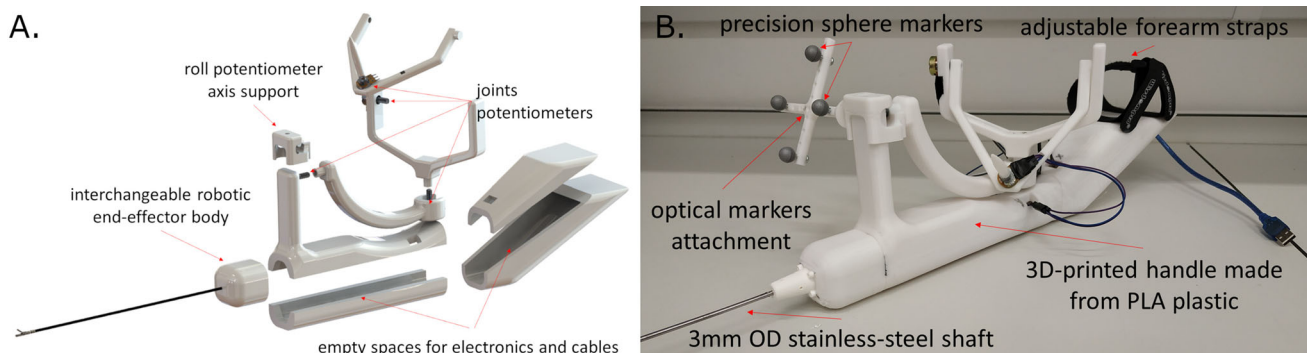 A.
roll potentiometer
axis support
joints
potentiometers
interchangeable robotic
end-effector body
empty spaces for electronics and cables
B.
precision sphere markers
adjustable forearm straps
optical markers
attachment
3D-printed handle made
from PLA plastic
3mm OD stainless-steel shaft